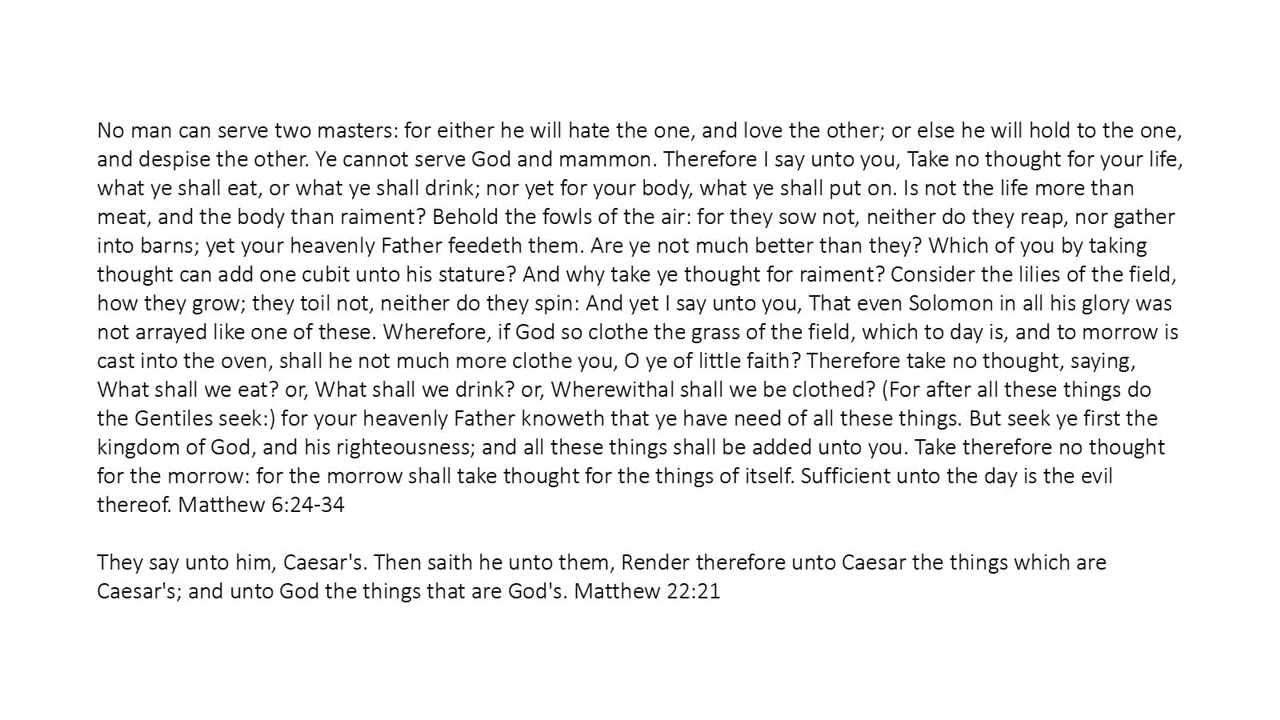 No man can serve two masters: for either he will hate the one, and love the other; or else he will hold to the one,
and despise the other. Ye cannot serve God and mammon. Therefore I say unto you, Take no thought for your life,
what ye shall eat, or what ye shall drink; nor yet for your body, what ye shall put on. Is not the life more than
meat, and the body than raiment? Behold the fowls of the air: for they sow not, neither do they reap, nor gather
into barns; yet your heavenly Father feedeth them. Are ye not much better than they? Which of you by taking
thought can add one cubit unto his stature? And why take ye thought for raiment? Consider the lilies of the field,
how they grow; they toil not, neither do they spin: And yet I say unto you, That even Solomon in all his glory was
not arrayed like one of these. Wherefore, if God so clothe the grass of the field, which to day is, and to morrow is
cast into the oven, shall he not much more clothe you, O ye of little faith? Therefore take no thought, saying,
What shall we eat? or, What shall we drink? or, Wherewithal shall we be clothed? (For after all these things do
the Gentiles seek:) for your heavenly Father knoweth that ye have need of all these things. But seek ye first the
kingdom of God, and his righteousness; and all these things shall be added unto you. Take therefore no thought
for the morrow: for the morrow shall take thought for the things of itself. Sufficient unto the day is the evil
thereof. Matthew 6:24-34
They say unto him, Caesar's. Then saith he unto them, Render therefore unto Caesar the things which are
Caesar's; and unto God the things that are God's. Matthew 22:21